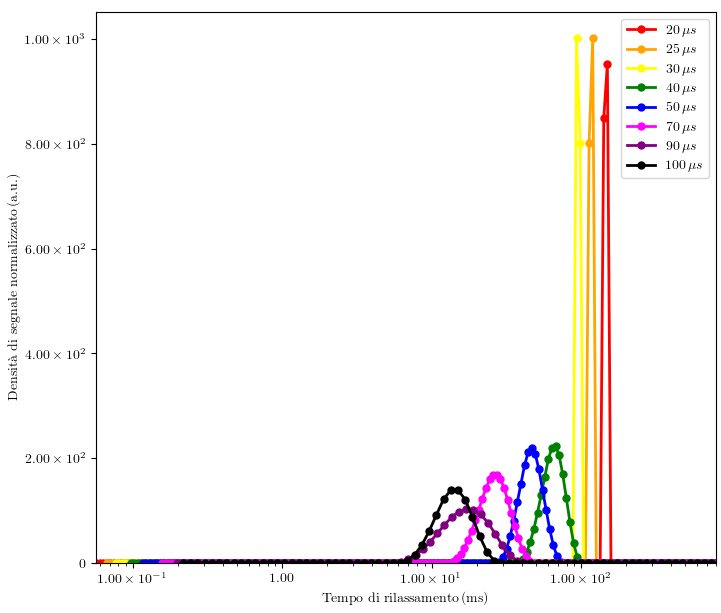 1.00 × 10³
8.00 × 10²
6.00 × 10²
4.00 × 10²
2.00 × 10²
0
Densità di segnale normalizzato (a.u.)
20 μs
25 μs
30 μs
40 μs
50 μs
70 μs
90 μs
100 μs
1.00 × 10⁻¹
1.00
1.00 × 10¹
1.00 × 10²
Tempo di rilassamento (ms)